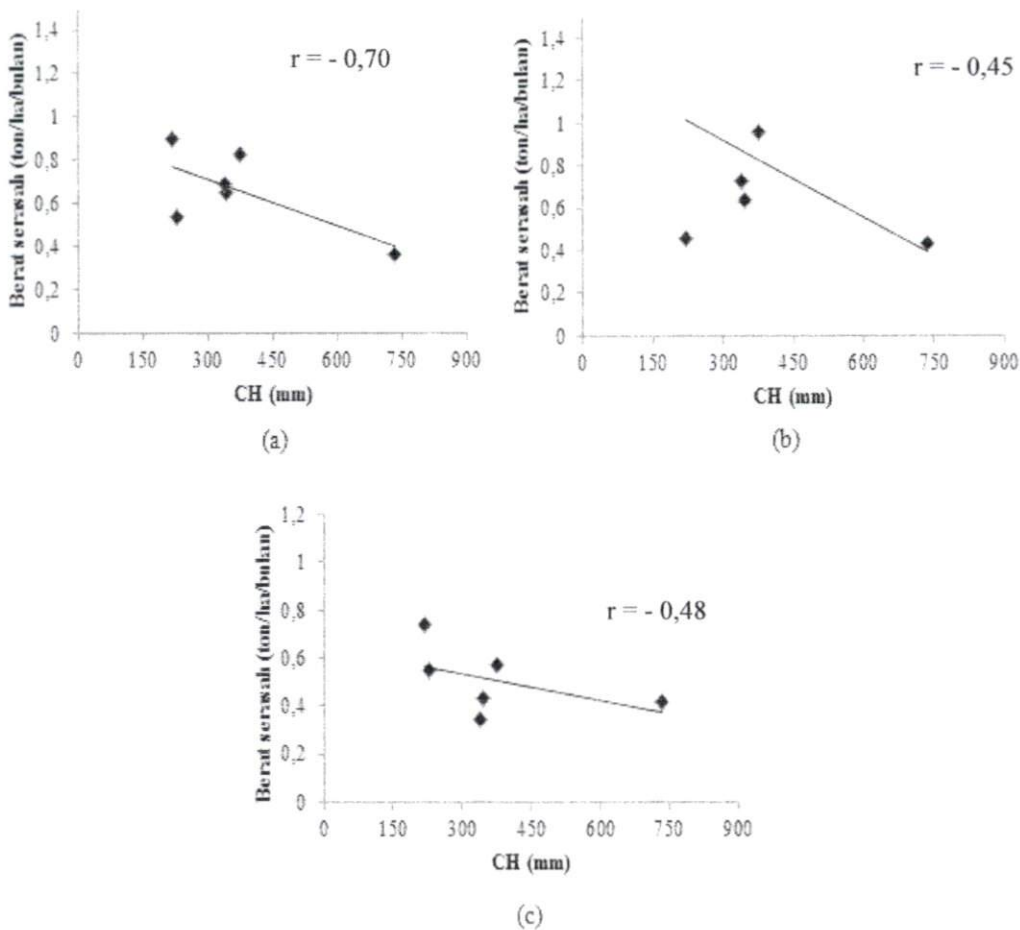 Berat serasah (ton/ha/bulan)
1,4
1,2
1
0,8
0,6
0,4
0,2
0
r = - 0,70
0 150 300 450 600 750 900
CH (mm)
(a)
Berat serasah (ton/ha/bulan)
1,4
1,2
1
0,8
0,6
0,4
0,2
0
r = - 0,45
0 150 300 450 600 750 900
CH (mm)
(b)
Berat serasah (ton/ha/bulan)
1,2
1
0,8
0,6
0,4
0,2
0
r = - 0,48
0 150 300 450 600 750 900
CH (mm)
(c)